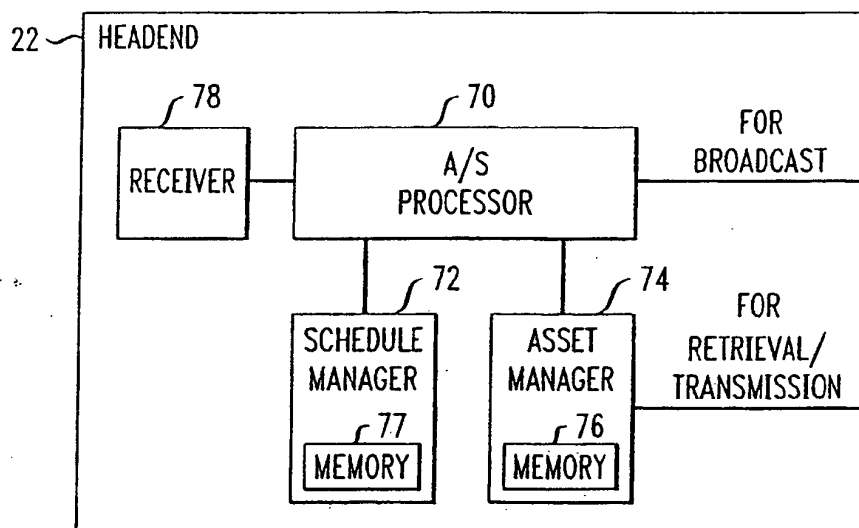 22
HEADEND
78
70
FOR
BROADCAST
RECEIVER
A/S
PROCESSOR
72
74
FOR
RETRIEVAL/
TRANSMISSION
SCHEDULE
MANAGER
ASSET
MANAGER
77
MEMORY
76
MEMORY